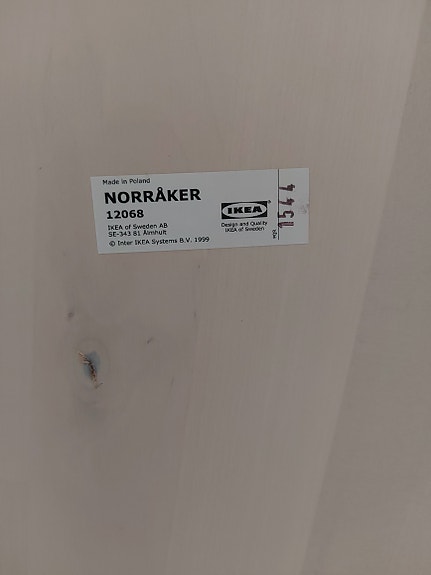 Made in Poland
NORRÅKER
12068
IKEA of Sweden AB
SE-343 81 Älmhult
© Inter IKEA Systems B.V. 1999
IKEA
Design and Quality
IKEA of Sweden
1544